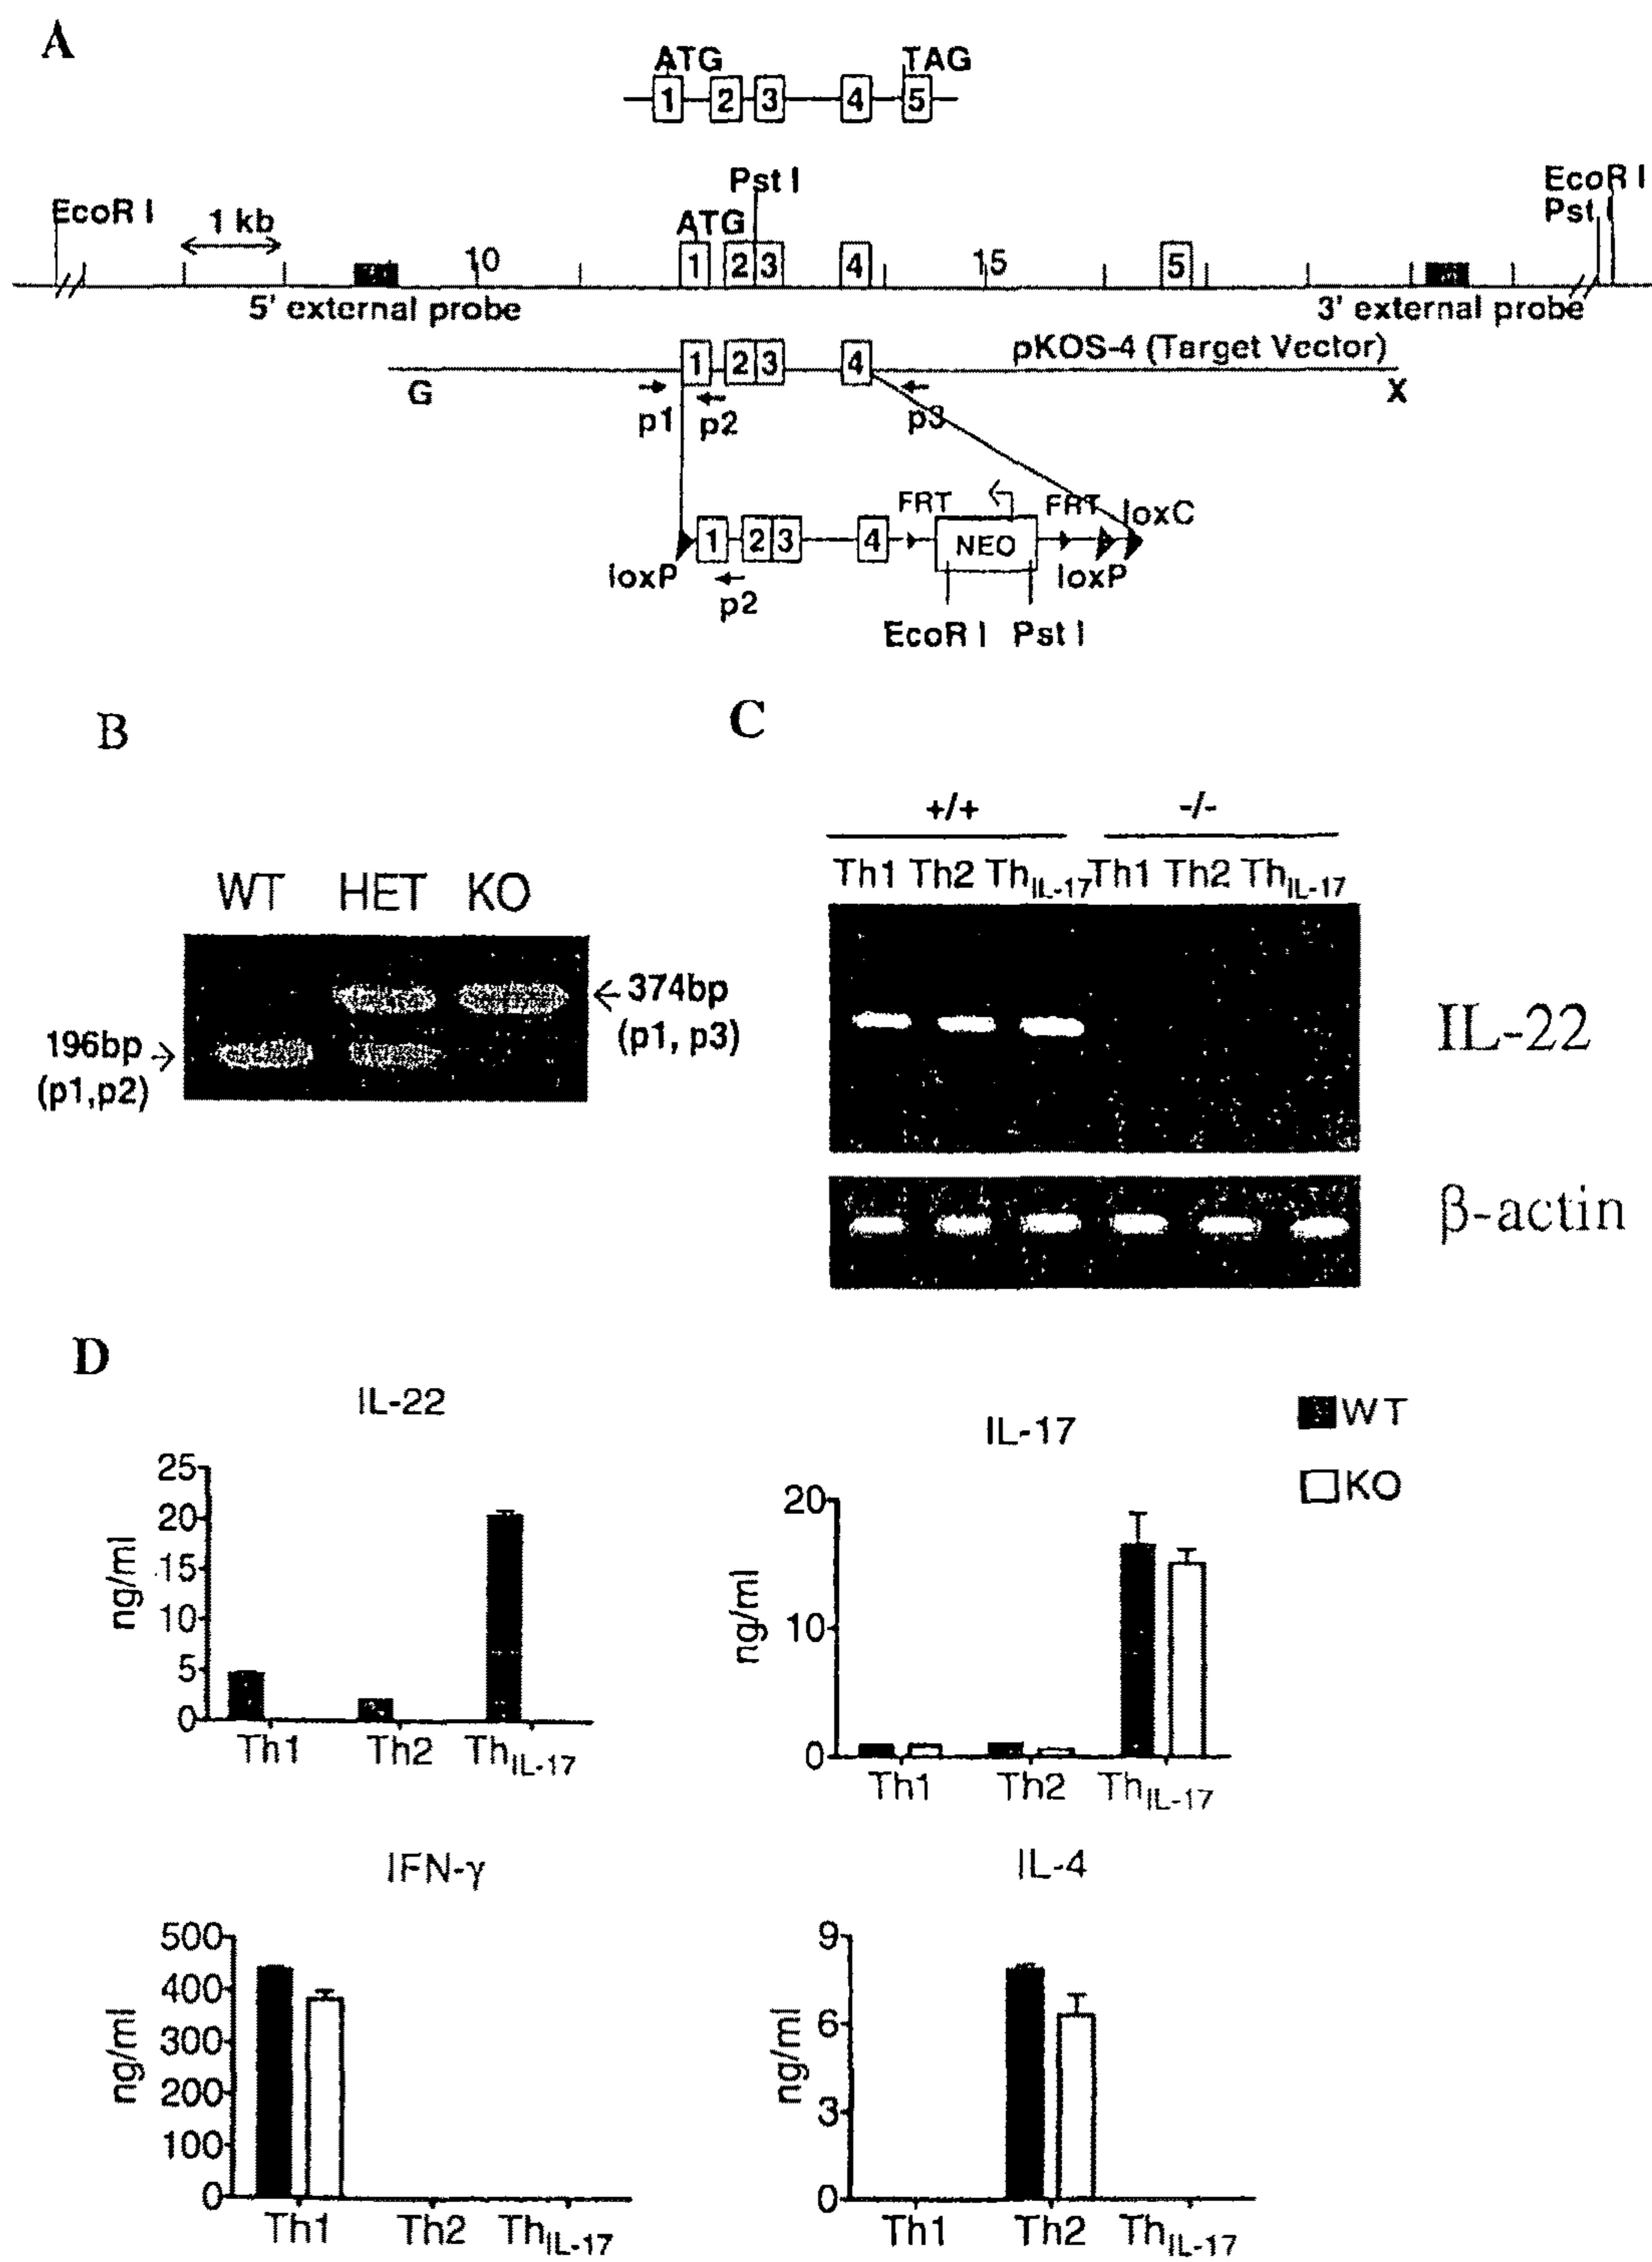 A
ATG TAG
1 2 3 4 5
Pst I
EcoR I
Pst I
EcoR I 1 kb ATG
10 1 2 3 4 15 5
5' external probe 3' external probe
1 2 3 4 pKOS-4 (Target Vector)
G X
p1 p2 p3
FRT FRT loxC
1 2 3 4 NEO
loxP loxP
p2
EcoR I Pst I
B
WT HET KO
374bp
(p1, p3)
196bp
(p1,p2)
C
+/+ -/-
Th1 Th2 ThIL-17 Th1 Th2 ThIL-17
IL-22
β-actin
D
IL-22
25
20
15
10
5
0
ng/ml
Th1 Th2 ThIL-17
IL-17
20
10
0
ng/ml
Th1 Th2 ThIL-17
WT
KO
IFN-γ
500
400
300
200
100
0
ng/ml
Th1 Th2 ThIL-17
IL-4
9
6
3
0
ng/ml
Th1 Th2 ThIL-17